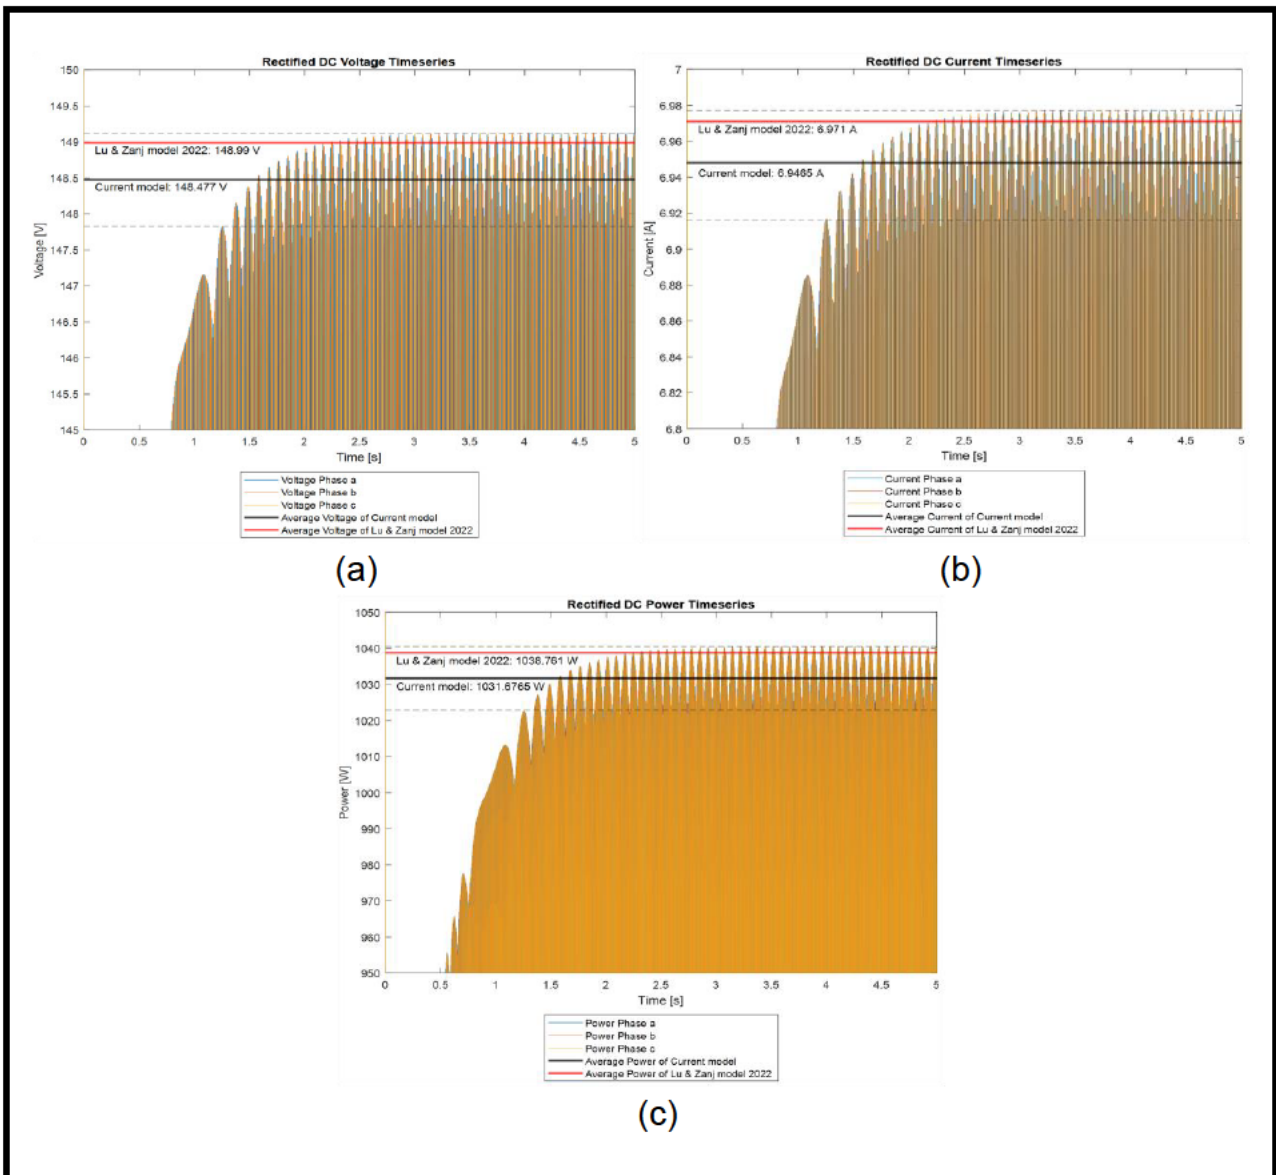 Rectified DC Voltage Timeseries
150
149.5
149
148.5
148
147.5
147
146.5
146
145.5
145
Voltage [V]
Lu & Zanj model 2022: 148.99 V
Current model: 148.477 V
0 0.5 1 1.5 2 2.5 3 3.5 4 4.5 5
Time [s]
Voltage Phase a
Voltage Phase b
Voltage Phase c
Average Voltage of Current model
Average Voltage of Lu & Zanj model 2022
(a)
Rectified DC Current Timeseries
7
6.98
6.96
6.94
6.92
6.9
6.88
6.86
6.84
6.82
6.8
Current [A]
Lu & Zanj model 2022: 6.971 A
Current model: 6.9465 A
0 0.5 1 1.5 2 2.5 3 3.5 4 4.5 5
Time [s]
Current Phase a
Current Phase b
Current Phase c
Average Current of Current model
Average Current of Lu & Zanj model 2022
(b)
Rectified DC Power Timeseries
1050
1040
1030
1020
1010
1000
990
980
970
960
950
Power [W]
Lu & Zanj model 2022: 1038.761 W
Current model: 1031.6765 W
0 0.5 1 1.5 2 2.5 3 3.5 4 4.5 5
Time [s]
Power Phase a
Power Phase b
Power Phase c
Average Power of Current model
Average Power of Lu & Zanj model 2022
(c)